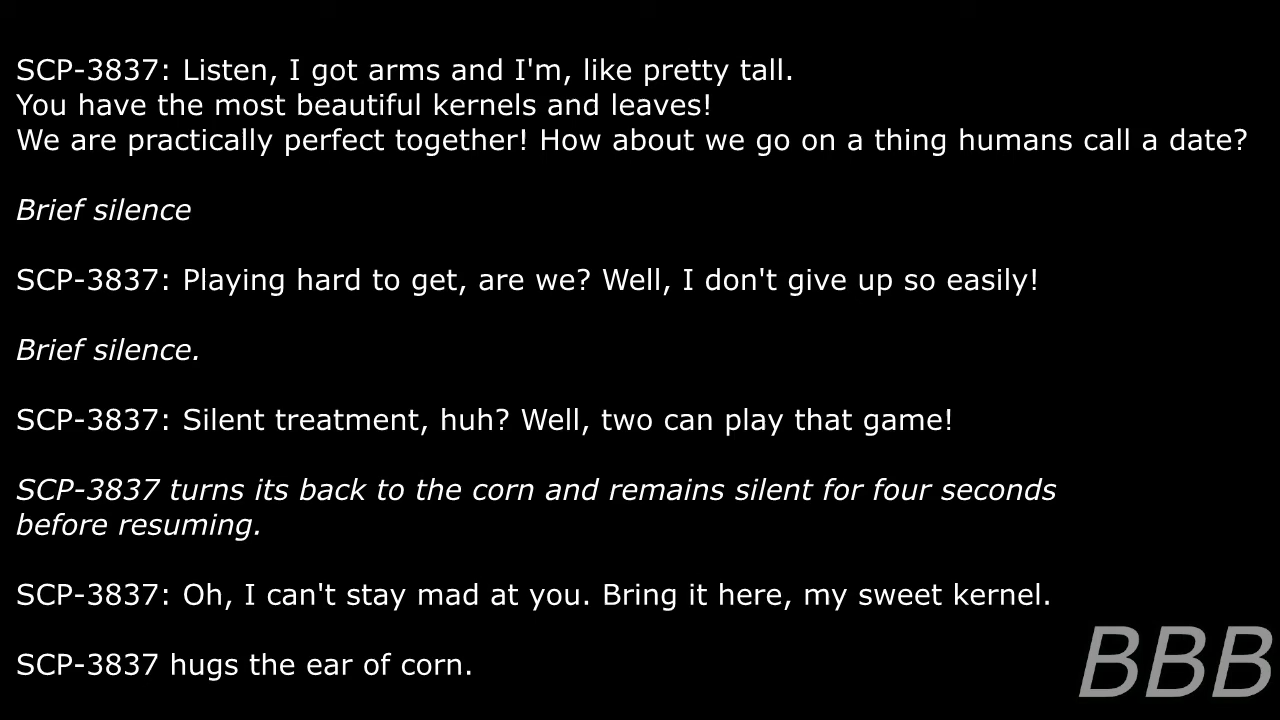 SCP-3837: Listen, I got arms and I'm, like pretty tall.
You have the most beautiful kernels and leaves!
We are practically perfect together! How about we go on a thing humans call a date?
Brief silence
SCP-3837: Playing hard to get, are we? Well, I don't give up so easily!
Brief silence.
SCP-3837: Silent treatment, huh? Well, two can play that game!
SCP-3837 turns its back to the corn and remains silent for four seconds
before resuming.
SCP-3837: Oh, I can't stay mad at you. Bring it here, my sweet kernel.
SCP-3837 hugs the ear of corn.
BBB